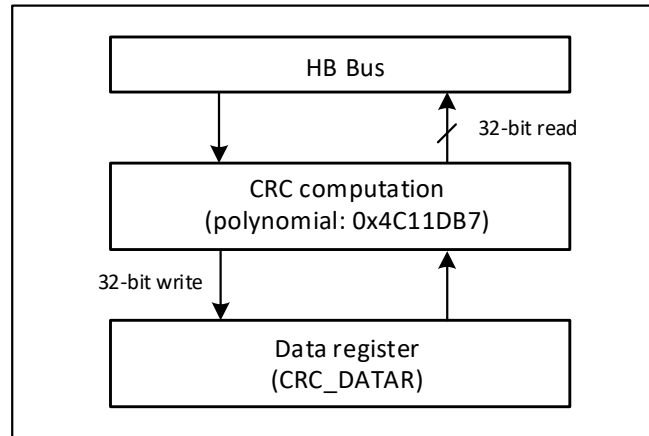 HB Bus
32-bit read
CRC computation
(polynomial: 0x4C11DB7)
32-bit write
Data register
(CRC_DATAR)